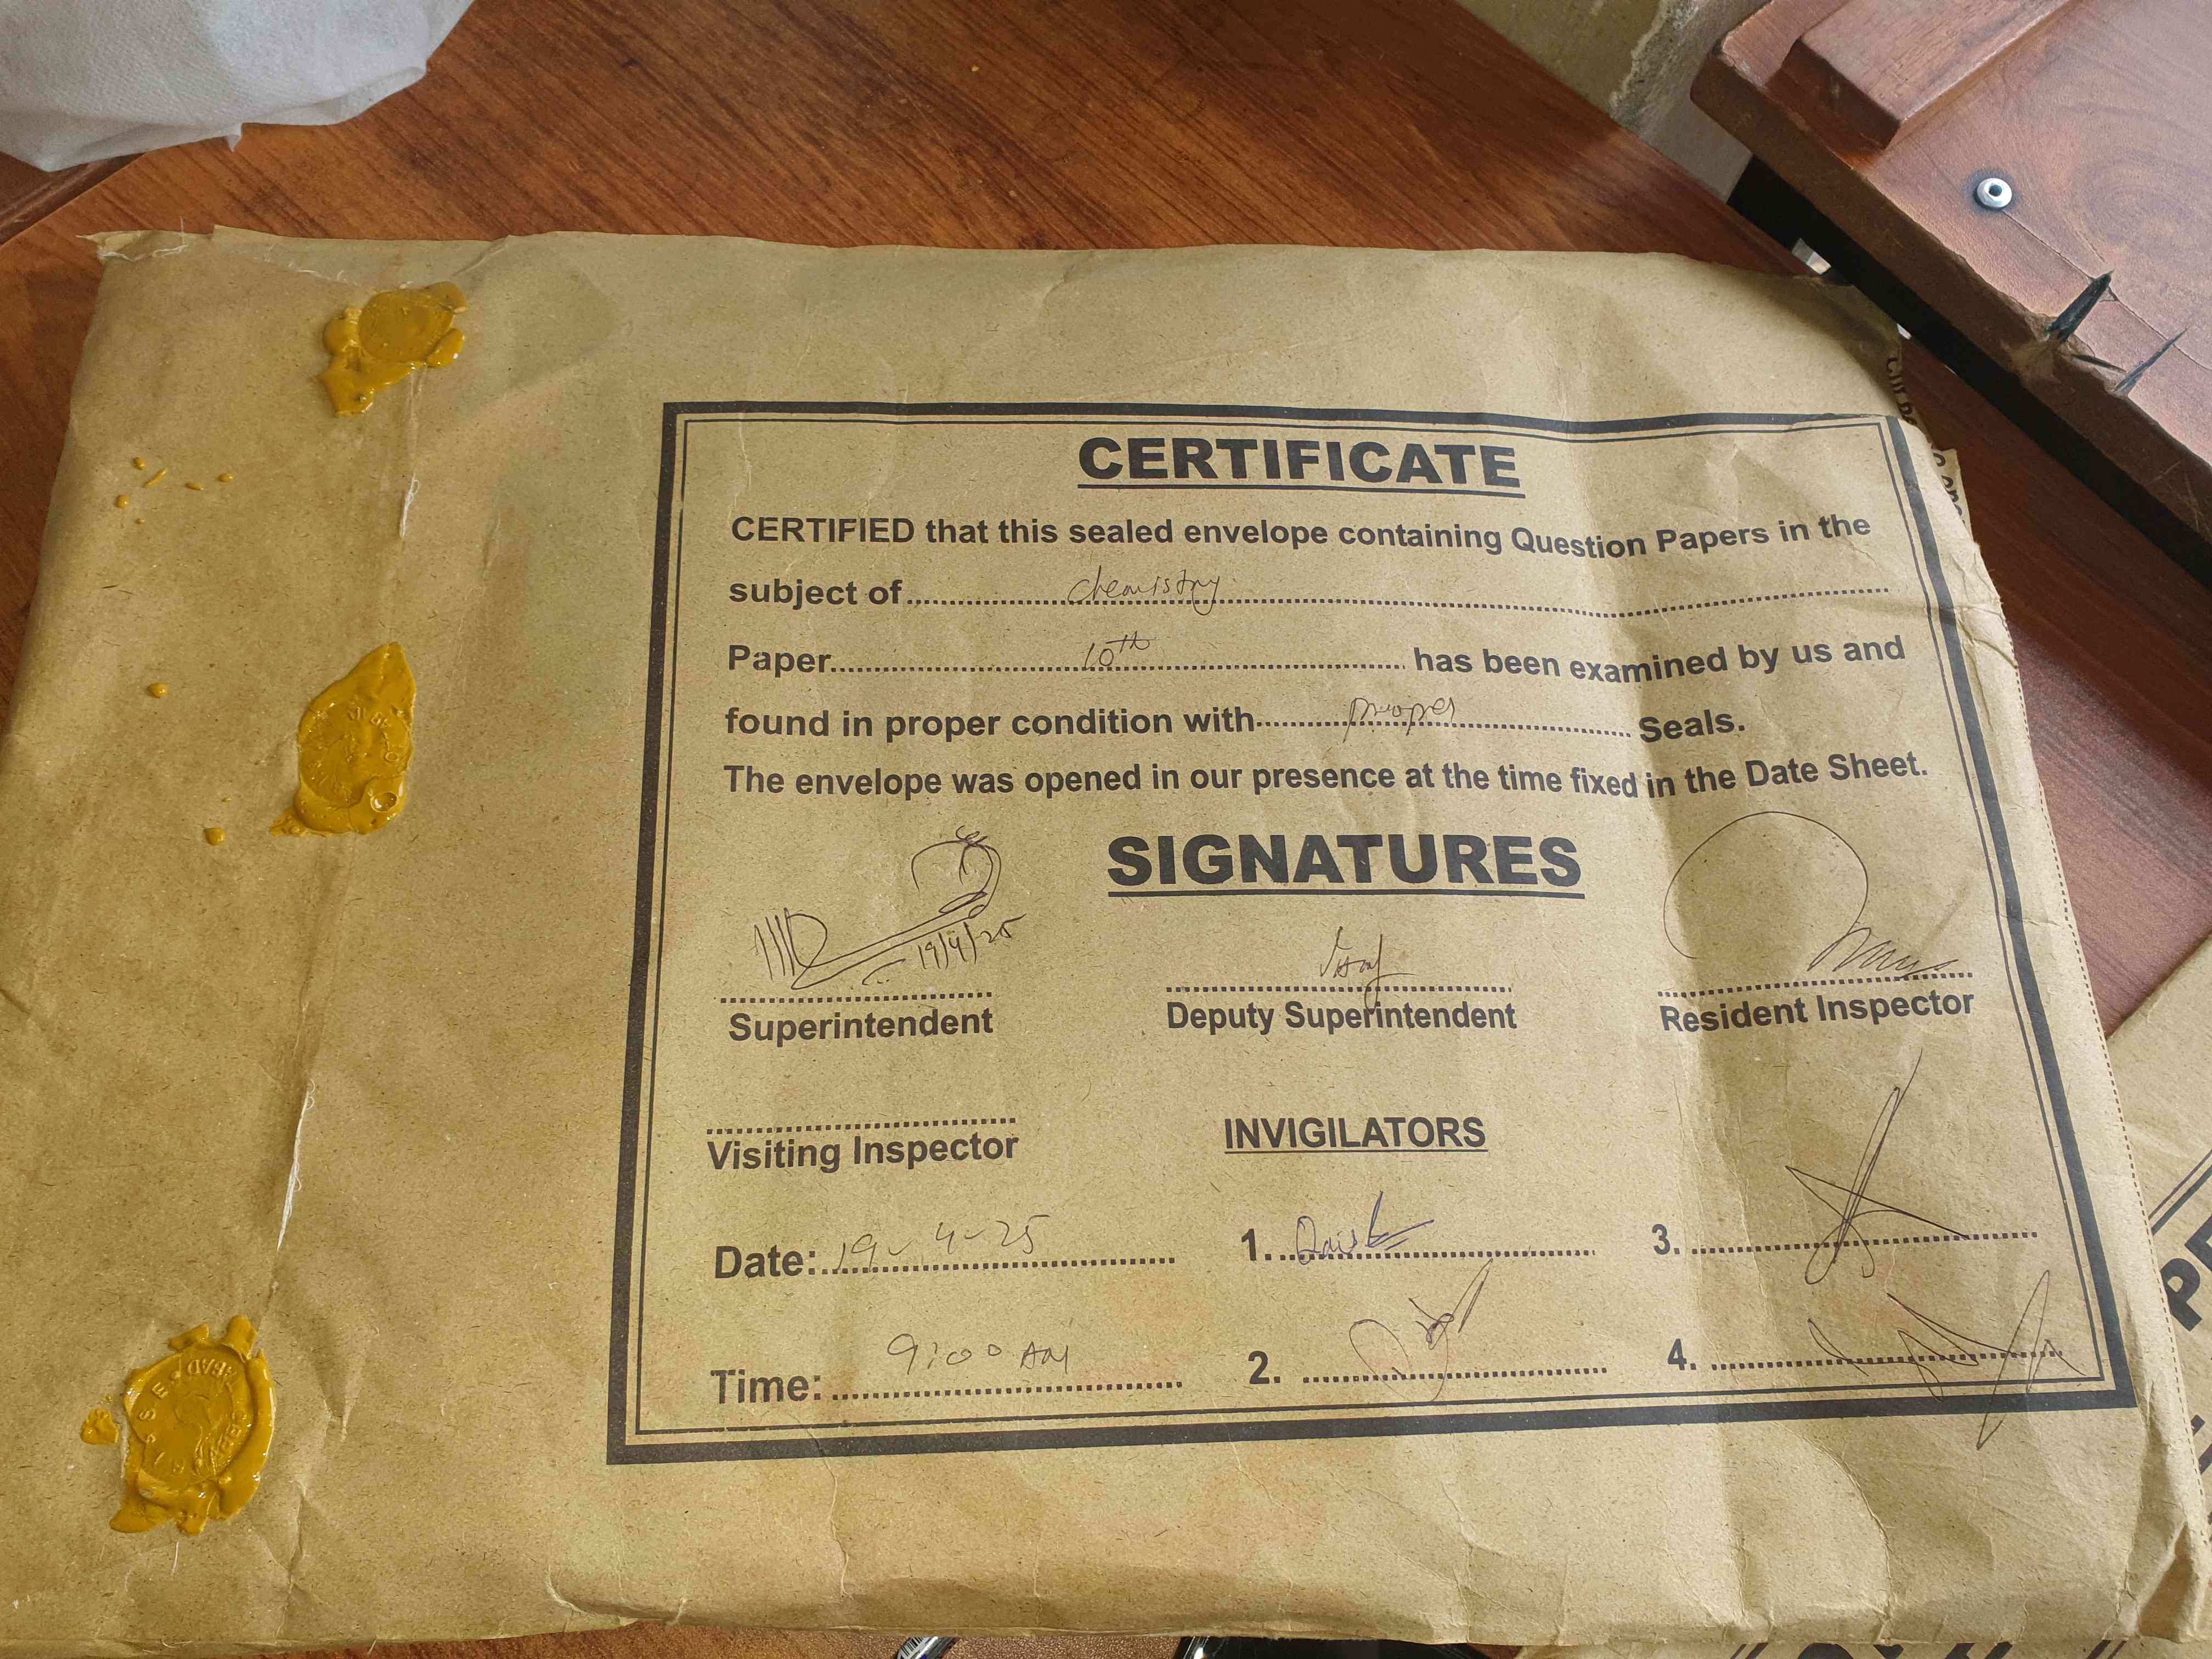 CERTIFICATE
CERTIFIED that this sealed envelope containing Question Papers in the
subject of chemistry
Paper 10th has been examined by us and
found in proper condition with proper Seals.
The envelope was opened in our presence at the time fixed in the Date Sheet.
SIGNATURES
19/4/25
Superintendent Deputy Superintendent Resident Inspector
Visiting Inspector INVIGILATORS
Date: 19-4-25 1. 3.
Time: 9:00 AM 2. 4.